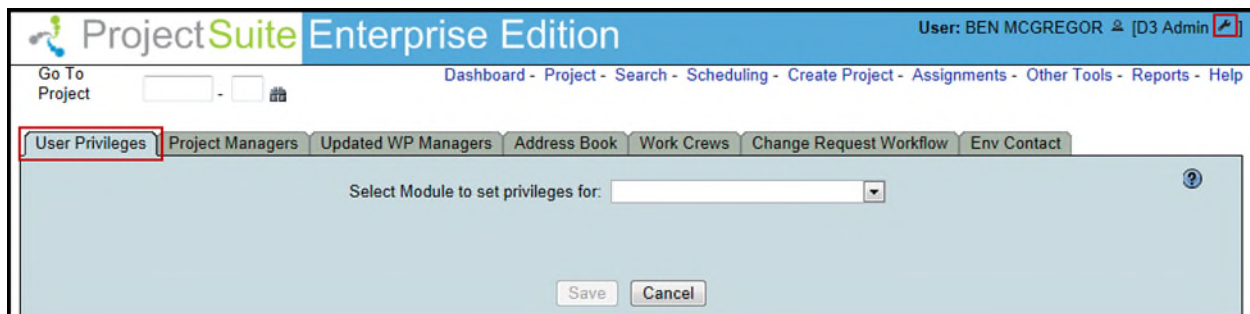 ProjectSuite Enterprise Edition
User: BEN MCGREGOR [D3 Admin ]
Go To Project -
Dashboard - Project - Search - Scheduling - Create Project - Assignments - Other Tools - Reports - Help
User Privileges Project Managers Updated WP Managers Address Book Work Crews Change Request Workflow Env Contact
Select Module to set privileges for:
?
Save Cancel